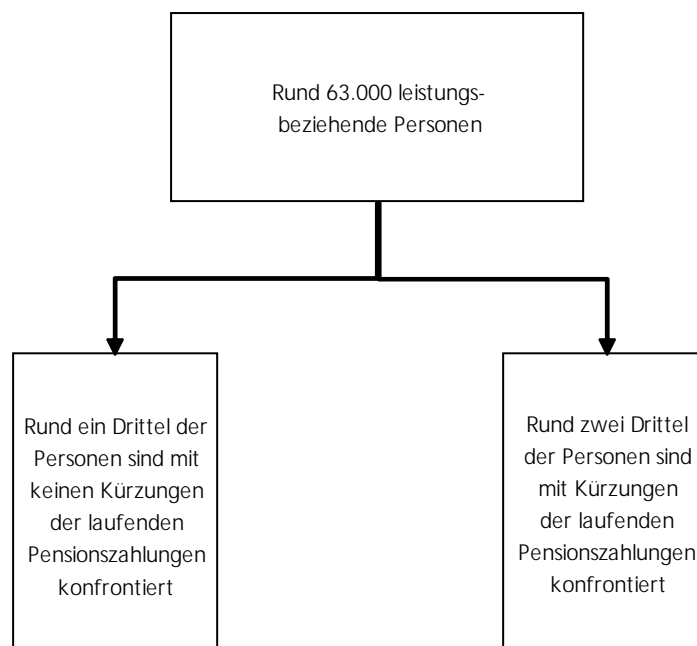 Rund 63.000 leistungs-
beziehende Personen
Rund ein Drittel der
Personen sind mit
keinen Kürzungen
der laufenden
Pensionszahlungen
konfrontiert
Rund zwei Drittel
der Personen sind
mit Kürzungen
der laufenden
Pensionszahlungen
konfrontiert